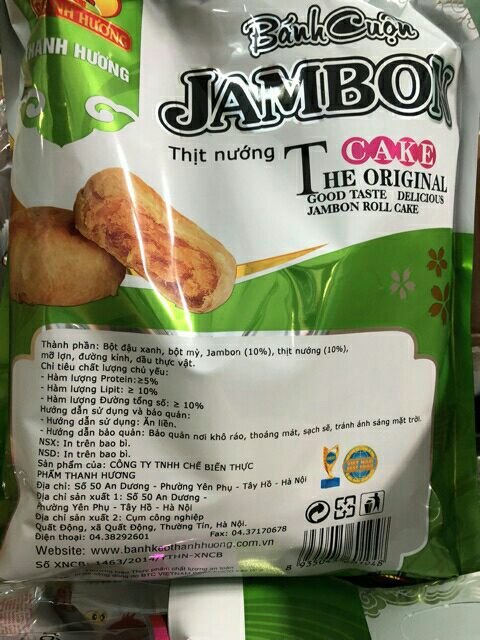 THANH HƯƠNG
THANH HƯƠNG
Bánh Cuộn
JAMBON
Thịt nướng
CAKE
THE ORIGINAL
GOOD TASTE DELICIOUS
JAMBON ROLL CAKE
Thành phần: Bột đậu xanh, bột mỳ, Jambon (10%), thịt nướng (10%),
mỡ lợn, đường kính, dầu thực vật.
Chỉ tiêu chất lượng chủ yếu:
- Hàm lượng Protein:≥5%
- Hàm lượng Lipit: ≥ 10%
- Hàm lượng Đường tổng số: ≥ 10%
Hướng dẫn sử dụng và bảo quản:
- Hướng dẫn sử dụng: Ăn liền.
- Hướng dẫn bảo quản: Bảo quản nơi khô ráo, thoáng mát, sạch sẽ, tránh ánh sáng mặt trời.
NSX: In trên bao bì.
NSD: In trên bao bì.
Sản phẩm của: CÔNG TY TNHH CHẾ BIẾN THỰC
PHẨM THANH HƯƠNG
Địa chỉ: Số 50 An Dương - Phường Yên Phụ - Tây Hồ - Hà Nội
Địa chỉ sản xuất 1: Số 50 An Dương -
Phường Yên Phụ - Tây Hồ - Hà Nội
Địa chỉ sản xuất 2: Cụm công nghiệp
Quất Động, xã Quất Động, Thường Tín, Hà Nội.
Điện thoại: 04.38292601 Fax: 04.37170678
Website: www.banhkeothanhhuong.com.vn
Số XNCB: 1463/2014/ THN-XNCB